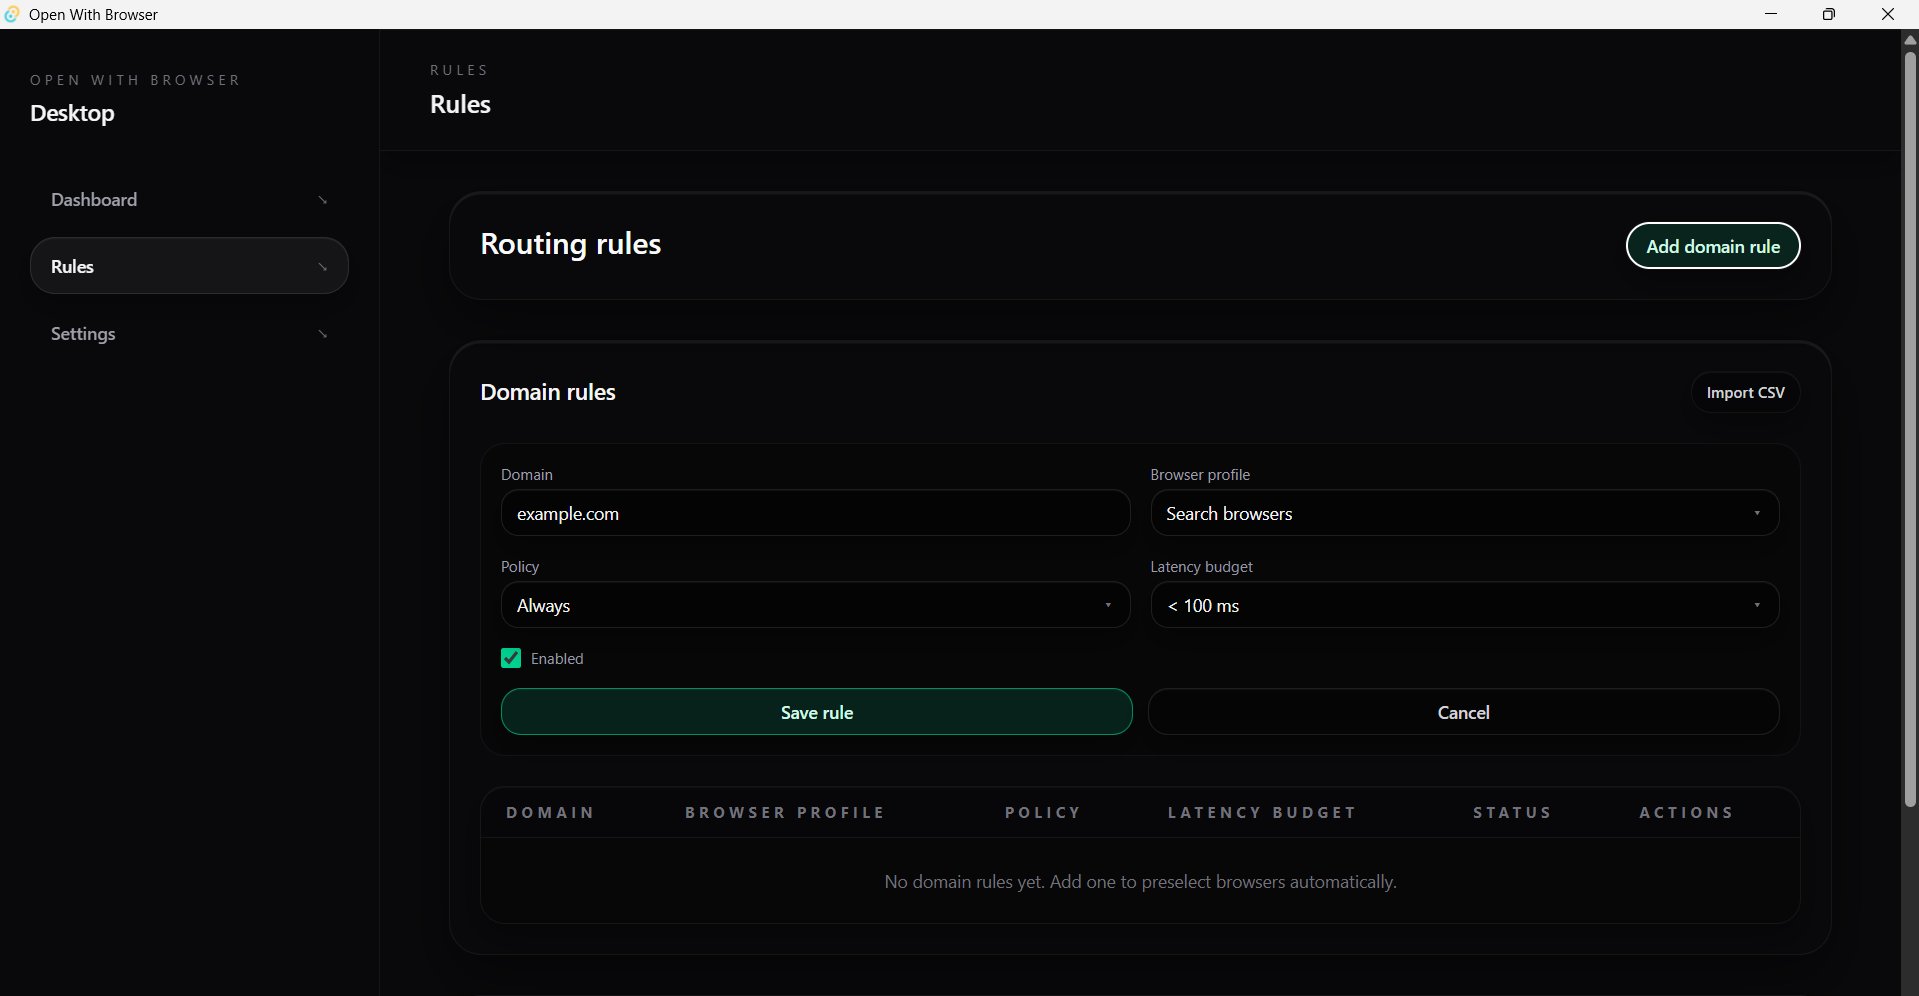 Open With Browser
OPEN WITH BROWSER
Desktop
Dashboard
Rules
Settings
RULES
Rules
Routing rules
Add domain rule
Domain rules
Import CSV
Domain
Browser profile
example.com
Search browsers
Policy
Latency budget
Always
< 100 ms
Enabled
Save rule
Cancel
DOMAIN BROWSER PROFILE POLICY LATENCY BUDGET STATUS ACTIONS
No domain rules yet. Add one to preselect browsers automatically.